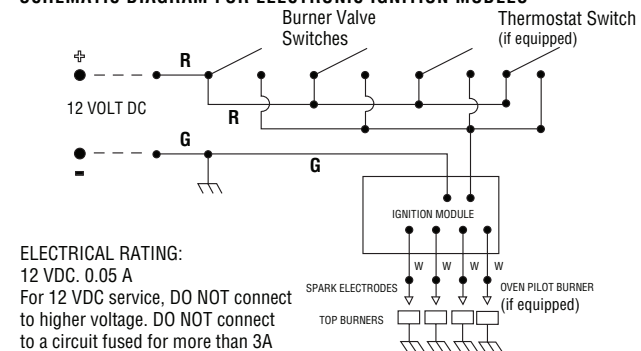 SCHEMATIC DIAGRAM FOR ELECTRONIC IGNITION MODELS
Burner Valve
Switches
Thermostat Switch
(if equipped)
+
R
12 VOLT DC
R
G
-
G
IGNITION MODULE
W
W
W
W
SPARK ELECTRODES
OVEN PILOT BURNER
(if equipped)
TOP BURNERS
ELECTRICAL RATING:
12 VDC. 0.05 A
For 12 VDC service, DO NOT connect
to higher voltage. DO NOT connect
to a circuit fused for more than 3A